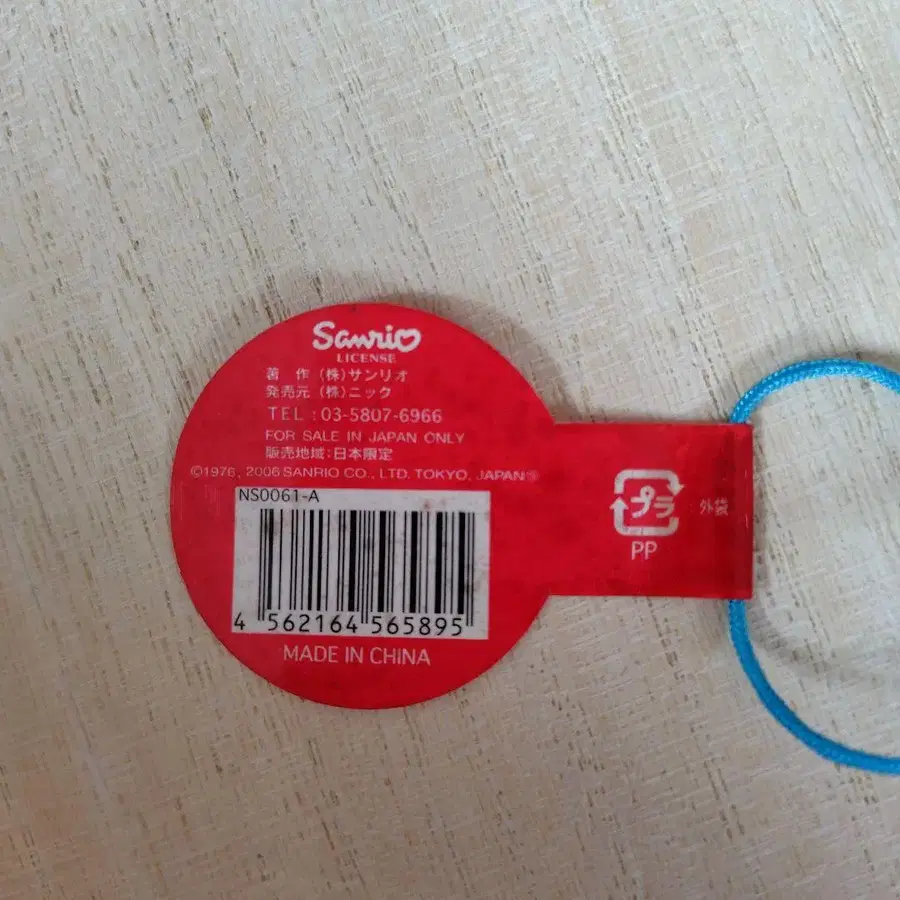 Sanrio
LICENSE
著 作 (株)サンリオ
発売元 (株)ニック
TEL : 03-5807-6966
FOR SALE IN JAPAN ONLY
販売地域:日本限定
©1976, 2006 SANRIO CO., LTD. TOKYO, JAPAN Ⓢ
NS0061-A
4 562164 565895
MADE IN CHINA
プラ 外袋
PP